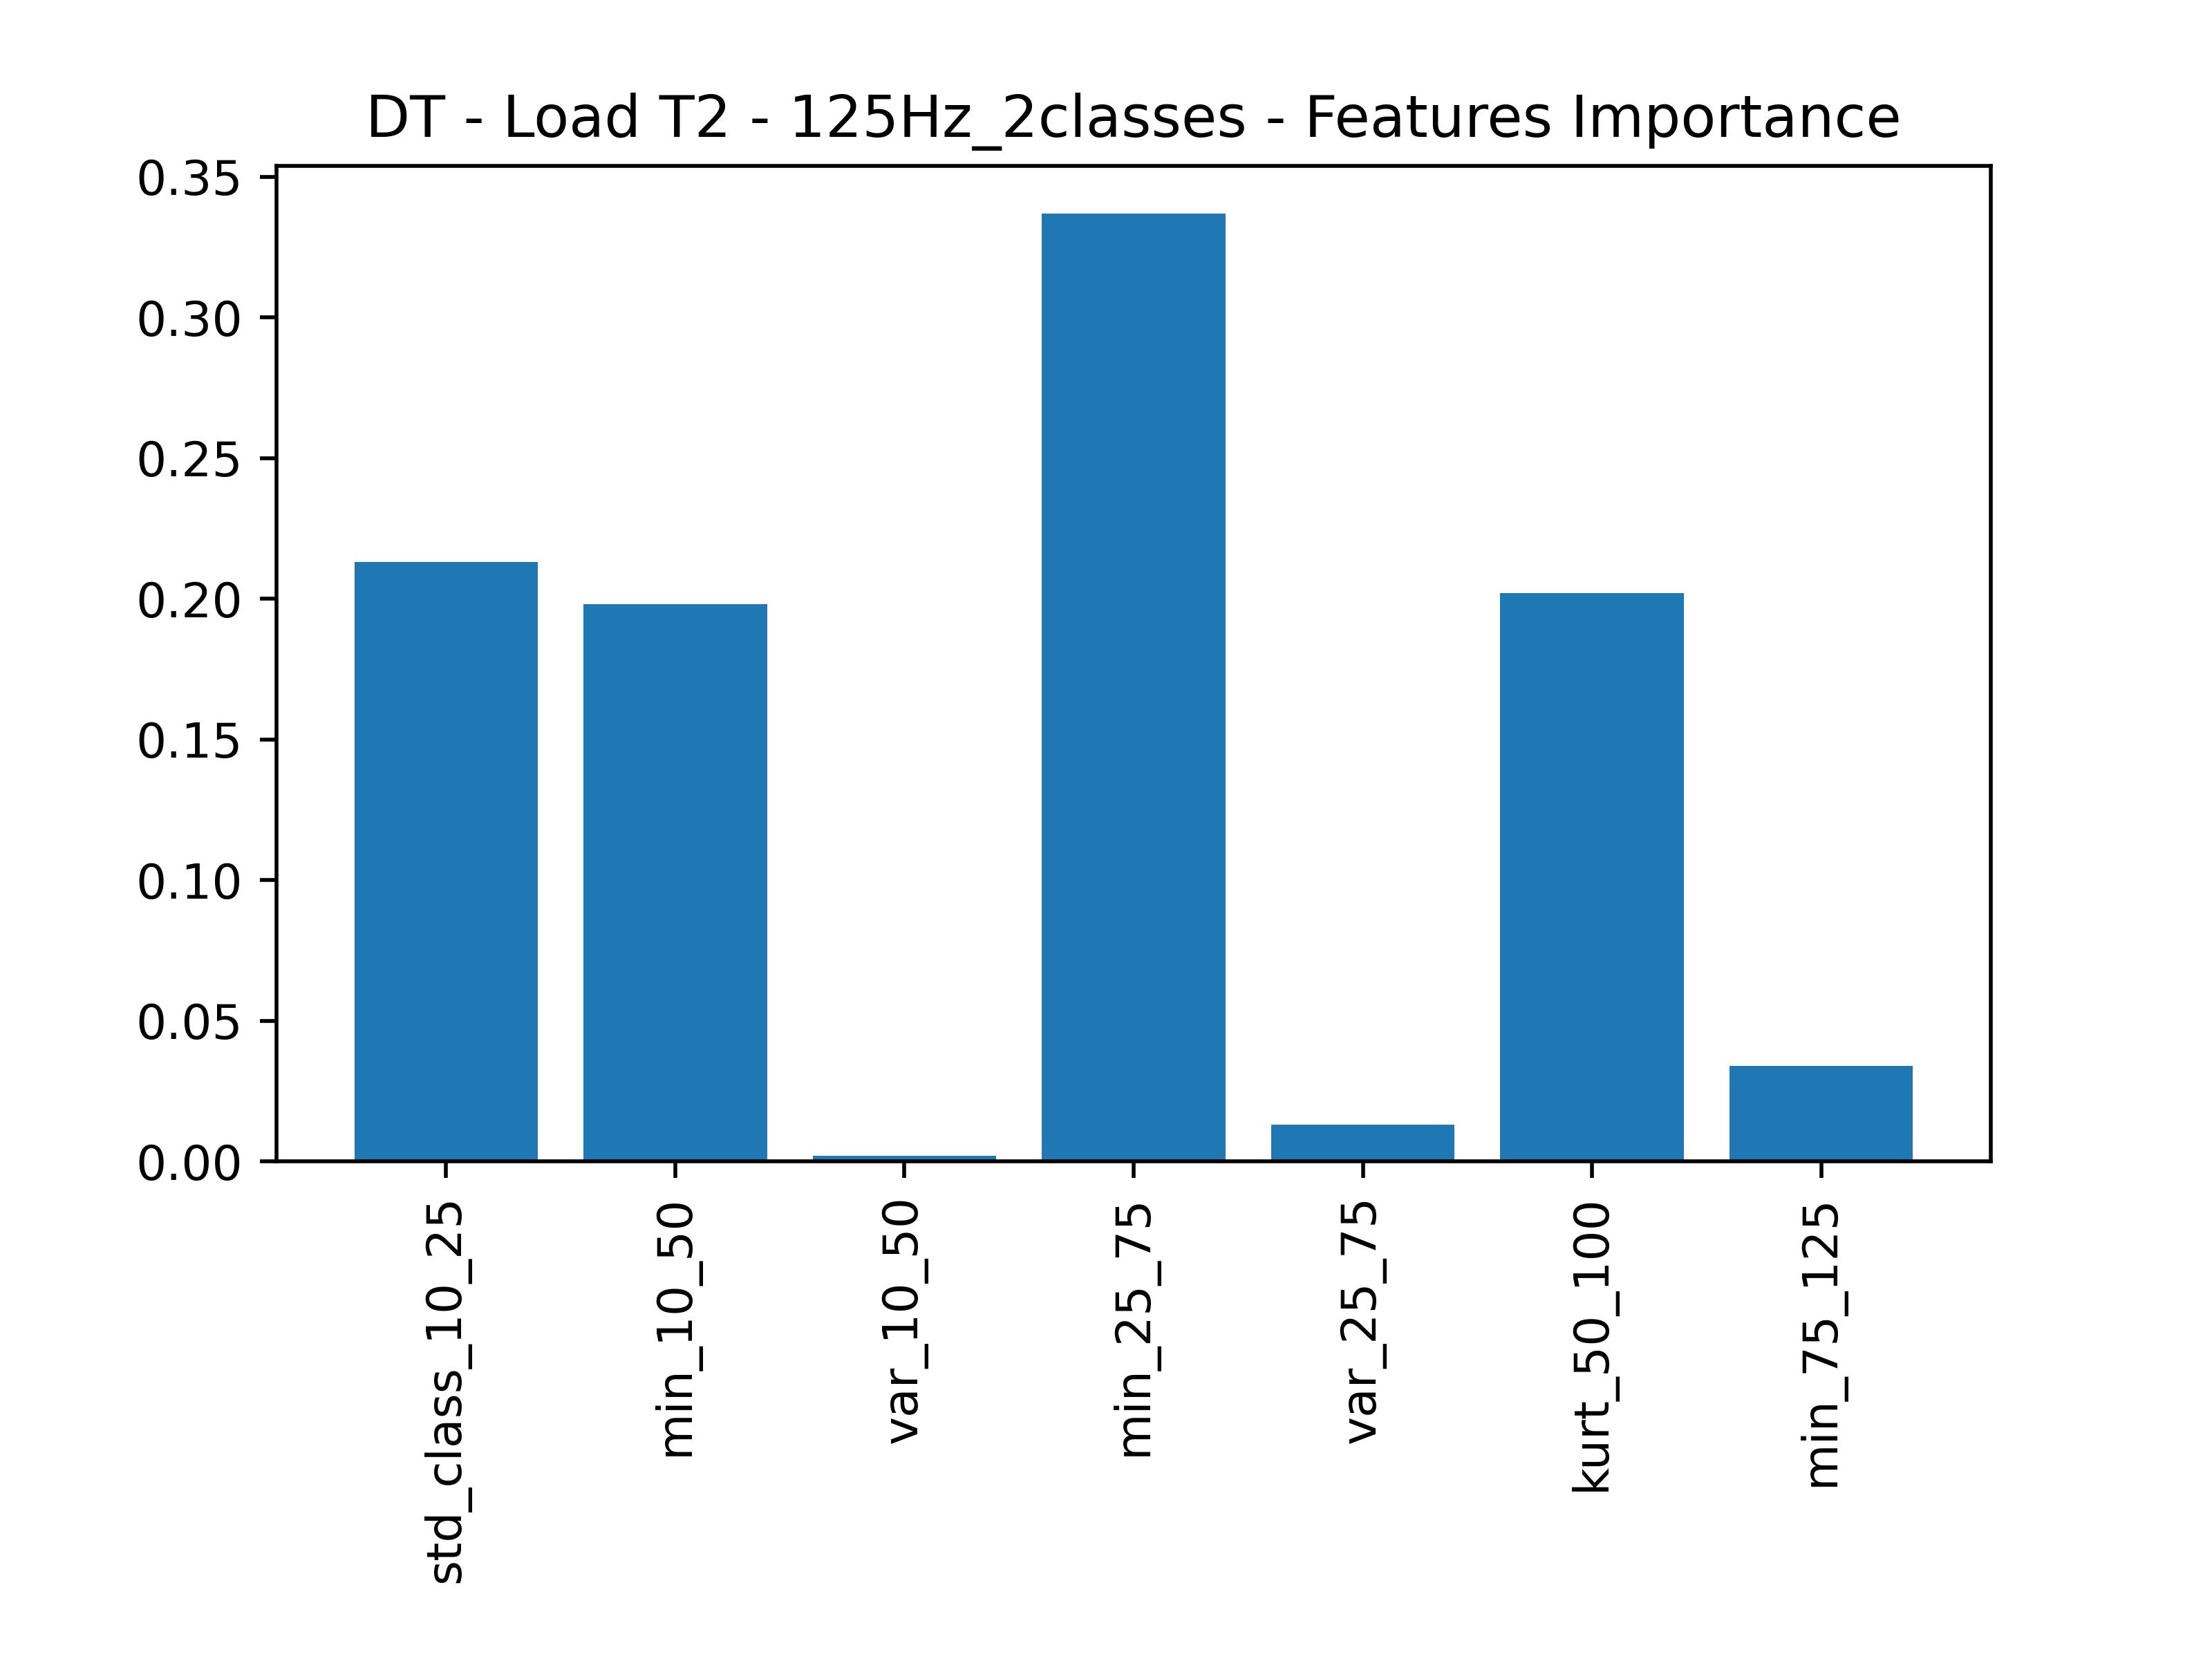 DT - Load T2 - 125Hz_2classes - Features Importance
0.35
0.30
0.25
0.20
0.15
0.10
0.05
0.00
std_class_10_25
min_10_50
var_10_50
min_25_75
var_25_75
kurt_50_100
min_75_125